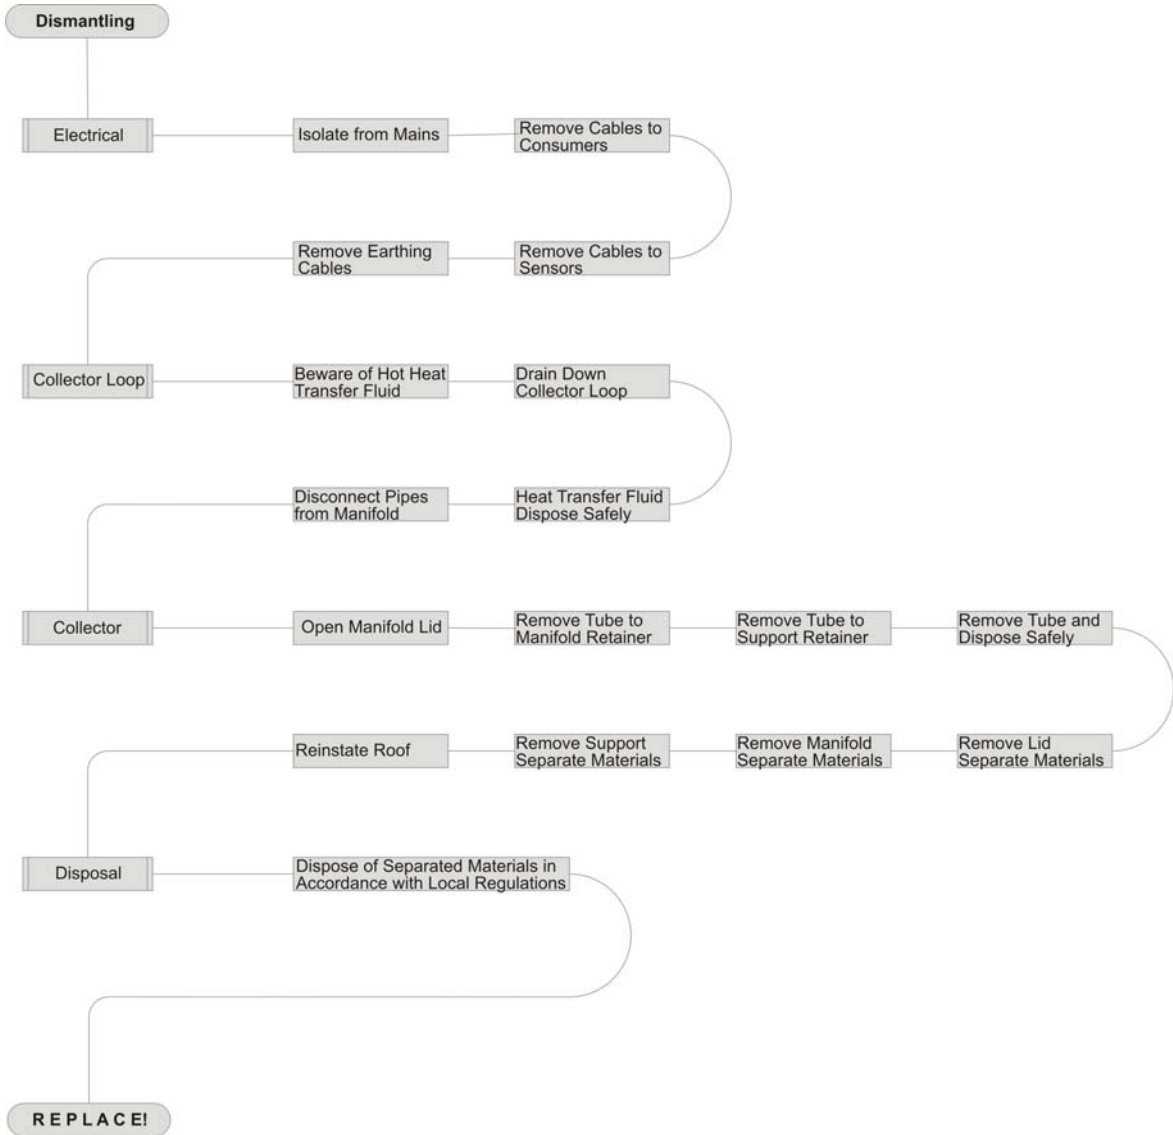 Dismantling
Electrical
Isolate from Mains
Remove Cables to
Consumers
Remove Earthing
Cables
Remove Cables to
Sensors
Collector Loop
Beware of Hot Heat
Transfer Fluid
Drain Down
Collector Loop
Disconnect Pipes
from Manifold
Heat Transfer Fluid
Dispose Safely
Collector
Open Manifold Lid
Remove Tube to
Manifold Retainer
Remove Tube to
Support Retainer
Remove Tube and
Dispose Safely
Reinstate Roof
Remove Support
Separate Materials
Remove Manifold
Separate Materials
Remove Lid
Separate Materials
Disposal
Dispose of Separated Materials in
Accordance with Local Regulations
R E P L A C E!